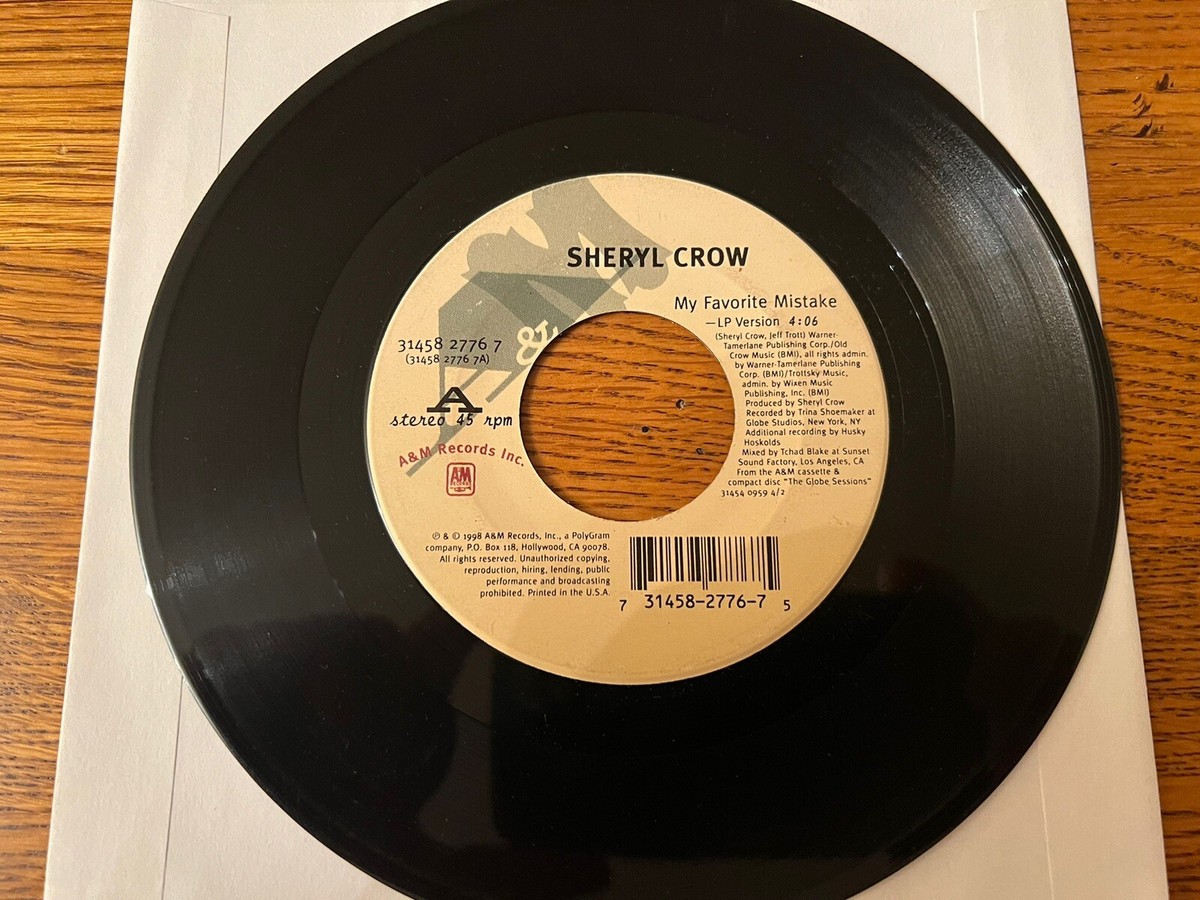 SHERYL CROW
My Favorite Mistake
—LP Version 4:06
(Sheryl Crow, Jeff Trott) Warner-
Tamerlane Publishing Corp./Old
Crow Music (BMI), all rights admin.
by Warner-Tamerlane Publishing
Corp. (BMI)/Trottsky Music,
admin. by Wixen Music
Publishing, Inc. (BMI)
Produced by Sheryl Crow
Recorded by Trina Shoemaker at
Globe Studios, New York, NY
Additional recording by Husky
Hoskolds
Mixed by Tchad Blake at Sunset
Sound Factory, Los Angeles, CA
From the A&M cassette &
compact disc "The Globe Sessions"
31454 0959 4/2
&
31458 2776 7
(31458 2776 7A)
A
stereo 45 rpm
A&M Records Inc.
A&M
RECORDS
℗ & © 1998 A&M Records, Inc., a PolyGram
company, P.O. Box 118, Hollywood, CA 90078.
All rights reserved. Unauthorized copying,
reproduction, hiring, lending, public
performance and broadcasting
prohibited. Printed in the U.S.A.
7 31458-2776-7 5